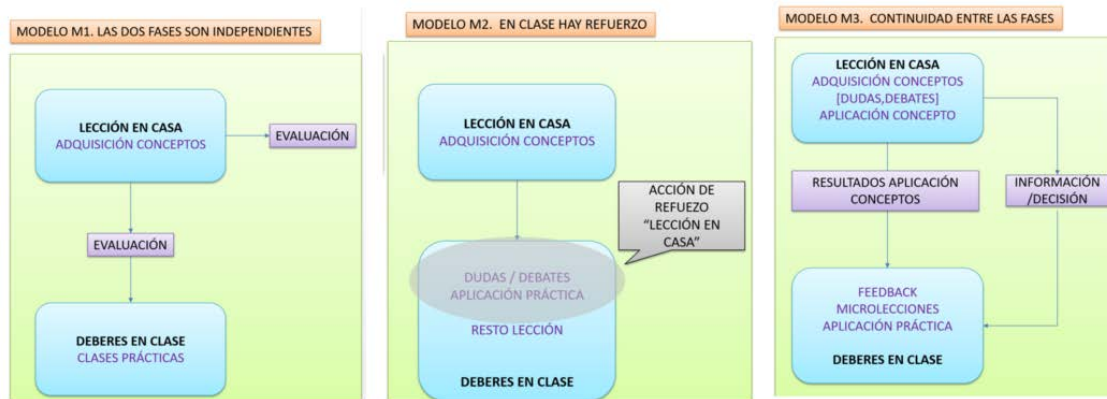 MODELO M1. LAS DOS FASES SON INDEPENDIENTES
LECCIÓN EN CASA
ADQUISICIÓN CONCEPTOS
EVALUACIÓN
EVALUACIÓN
DEBERES EN CLASE
CLASES PRÁCTICAS
MODELO M2. EN CLASE HAY REFUERZO
LECCIÓN EN CASA
ADQUISICIÓN CONCEPTOS
ACCIÓN DE
REFUEZO
“LECCIÓN EN
CASA”
DUDAS / DEBATES
APLICACIÓN PRÁCTICA
RESTO LECCIÓN
DEBERES EN CLASE
MODELO M3. CONTINUIDAD ENTRE LAS FASES
LECCIÓN EN CASA
ADQUISICIÓN CONCEPTOS
[DUDAS,DEBATES]
APLICACIÓN CONCEPTO
RESULTADOS APLICACIÓN
CONCEPTOS
INFORMACIÓN
/DECISIÓN
FEEDBACK
MICROLECCIONES
APLICACIÓN PRÁCTICA
DEBERES EN CLASE